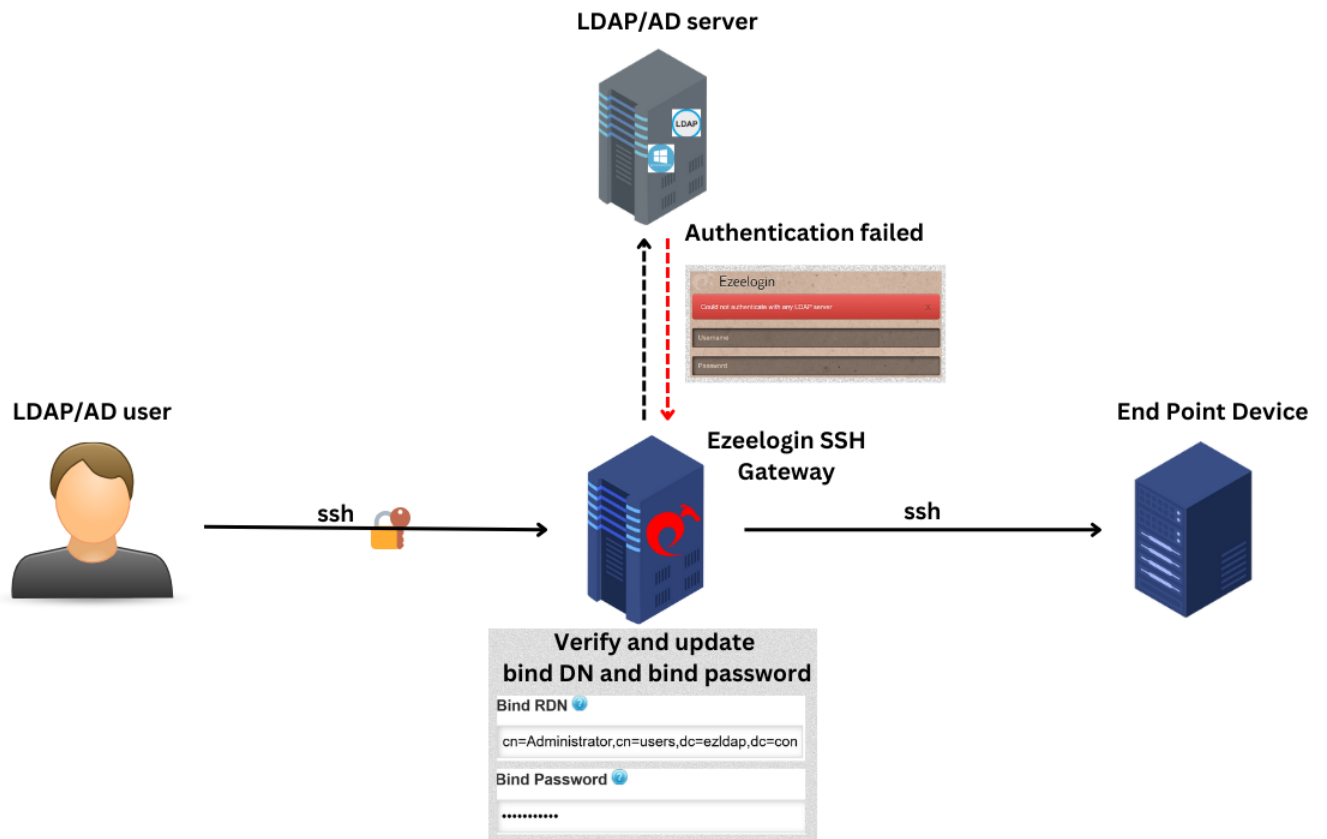 LDAP/AD server
LDAP
Authentication failed
Ezeelogin
Could not authenticate with any LDAP server
X
Username
Password
LDAP/AD user
End Point Device
Ezeelogin SSH
Gateway
ssh
ssh
Verify and update
bind DN and bind password
Bind RDN ?
cn=Administrator,cn=users,dc=ezldap,dc=con
Bind Password ?
•••••••••••